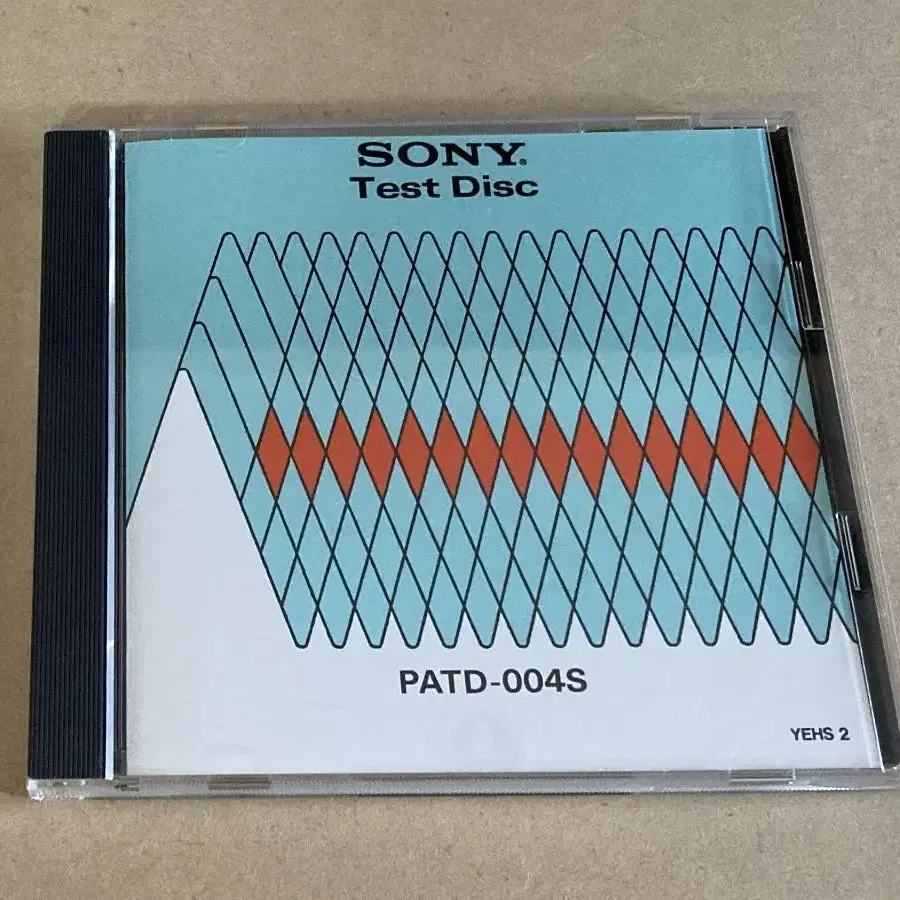 SONY®
Test Disc
PATD-004S
YEHS 2